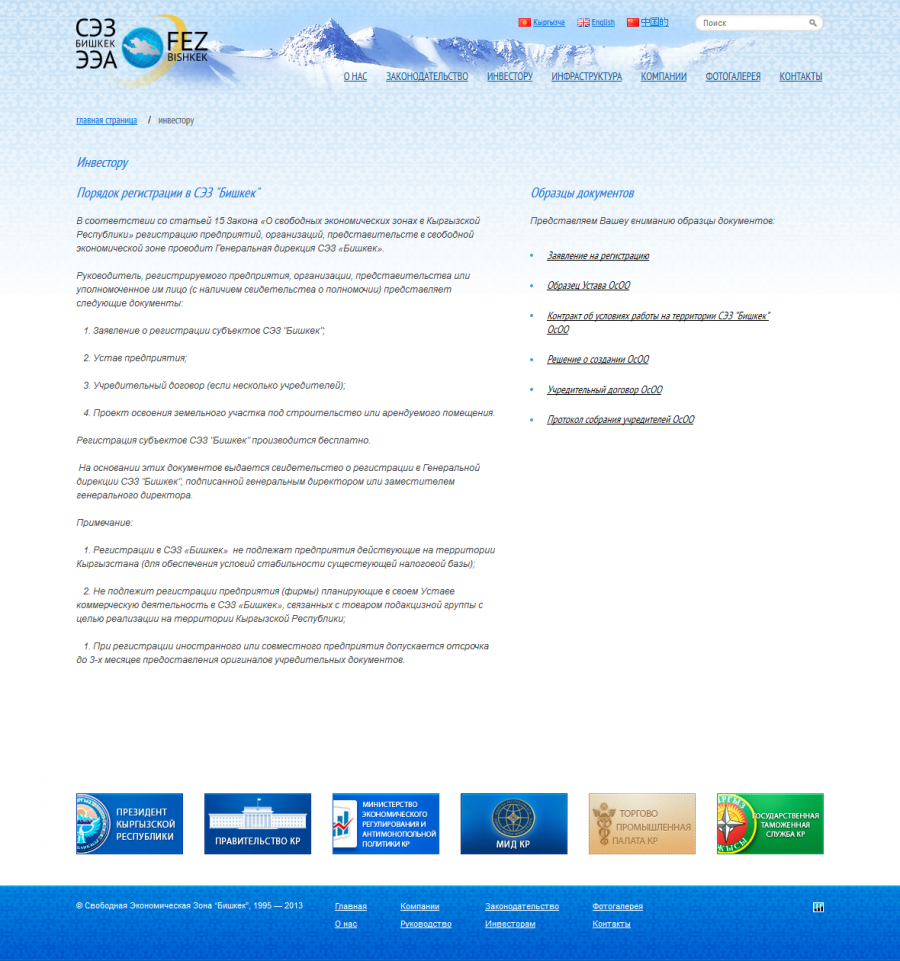 СЭЗ
БИШКЕК
ЭЭА
FEZ
BISHKEK
Кыргызча
English
中国的
Поиск
О НАС
ЗАКОНОДАТЕЛЬСТВО
ИНВЕСТОРУ
ИНФРАСТРУКТУРА
КОМПАНИИ
ФОТОГАЛЕРЕЯ
КОНТАКТЫ
главная страница / инвестору
Инвестору
Порядок регистрации в СЭЗ "Бишкек"
В соответствии со статьей 15 Закона «О свободных экономических зонах в Кыргызской
Республики» регистрацию предприятий, организаций, представительств в свободной
экономической зоне проводит Генеральная дирекция СЭЗ «Бишкек».
Руководитель, регистрируемого предприятия, организации, представительства или
уполномоченное им лицо (с наличием свидетельства о полномочии) представляет
следующие документы:
1. Заявление о регистрации субъектов СЭЗ "Бишкек";
2. Устав предприятия;
3. Учредительный договор (если несколько учредителей);
4. Проект освоения земельного участка под строительство или арендуемого помещения.
Регистрация субъектов СЭЗ "Бишкек" производится бесплатно.
На основании этих документов выдается свидетельство о регистрации в Генеральной
дирекции СЭЗ "Бишкек", подписанной генеральным директором или заместителем
генерального директора.
Примечание:
1. Регистрации в СЭЗ «Бишкек» не подлежат предприятия действующие на территории
Кыргызстана (для обеспечения условий стабильности существующей налоговой базы);
2. Не подлежит регистрации предприятия (фирмы) планирующие в своем Уставе
коммерческую деятельность в СЭЗ «Бишкек», связанных с товаром подакцизной группы с
целью реализации на территории Кыргызской Республики;
1. При регистрации иностранного или совместного предприятия допускается отсрочка
до 3-х месяцев предоставления оригиналов учредительных документов.
Образцы документов
Представляем Вашеу вниманию образцы документов:
Заявление на регистрацию
Образец Устава ОсОО
Контракт об условиях работы на территории СЭЗ "Бишкек"
ОсОО
Решение о создании ОсОО
Учредительный договор ОсОО
Протокол собрания учредителей ОсОО
ПРЕЗИДЕНТ
КЫРГЫЗСКОЙ
РЕСПУБЛИКИ
ПРАВИТЕЛЬСТВО КР
МИНИСТЕРСТВО
ЭКОНОМИЧЕСКОГО
РЕГУЛИРОВАНИЯ И
АНТИМОНОПОЛЬНОЙ
ПОЛИТИКИ КР
МИД КР
ТОРГОВО
ПРОМЫШЛЕННАЯ
ПАЛАТА КР
ГОСУДАРСТВЕННАЯ
ТАМОЖЕННАЯ
СЛУЖБА КР
© Свободная Экономическая Зона "Бишкек", 1995 — 2013
Главная
Компании
Законодательство
Фотогалерея
О нас
Руководство
Инвесторам
Контакты